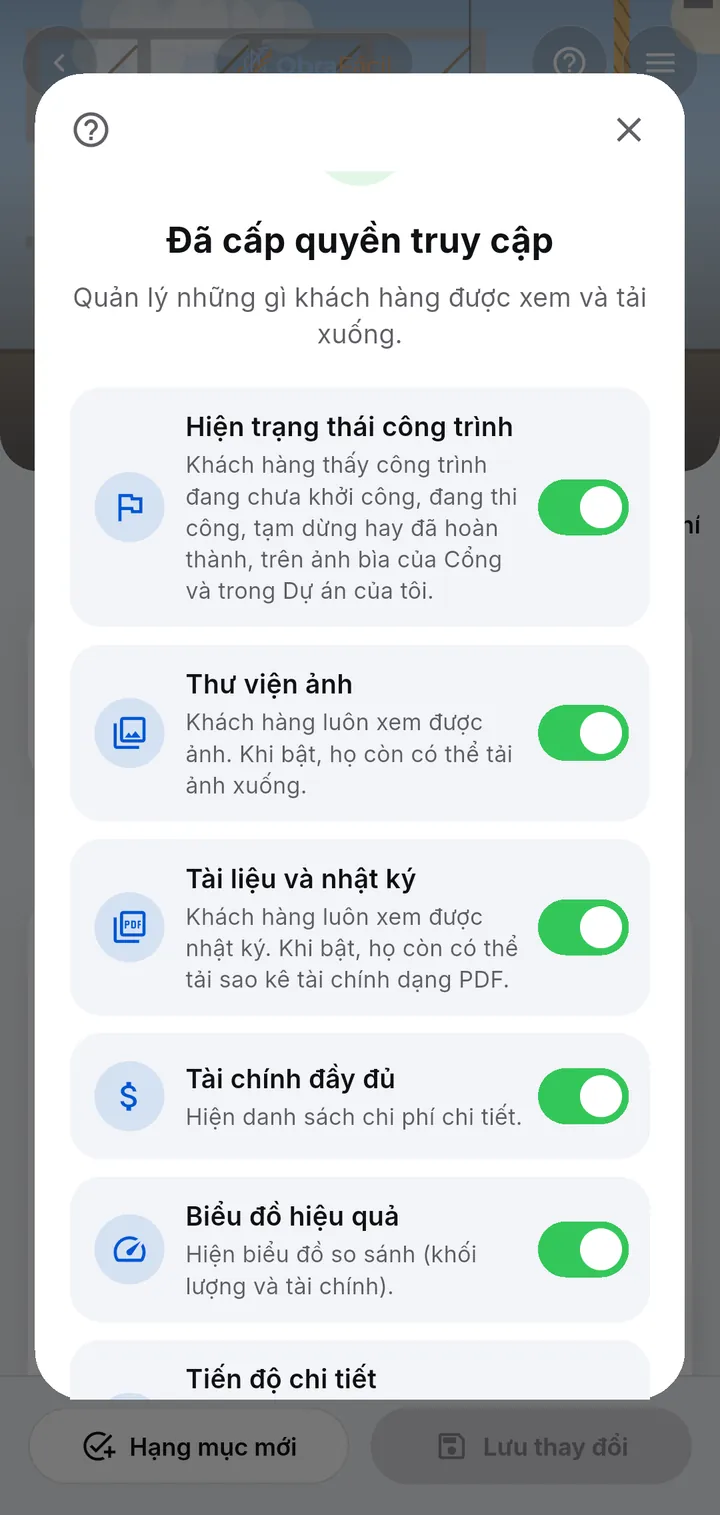 Đã cấp quyền truy cập
Quản lý những gì khách hàng được xem và tải
xuống.
Hiện trạng thái công trình
Khách hàng thấy công trình
đang chưa khởi công, đang thi
công, tạm dừng hay đã hoàn
thành, trên ảnh bìa của Cổng
và trong Dự án của tôi.
Thư viện ảnh
Khách hàng luôn xem được
ảnh. Khi bật, họ còn có thể tải
ảnh xuống.
Tài liệu và nhật ký
PDF
Khách hàng luôn xem được
nhật ký. Khi bật, họ còn có thể
tải sao kê tài chính dạng PDF.
Tài chính đầy đủ
Hiện danh sách chi phí chi tiết.
Biểu đồ hiệu quả
Hiện biểu đồ so sánh (khối
lượng và tài chính).
Tiến độ chi tiết
Hạng mục mới
Lưu thay đổi